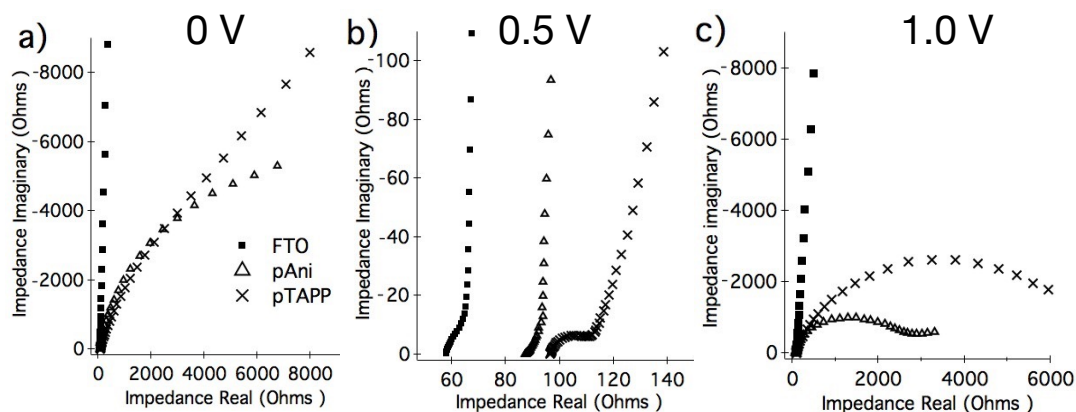 a) 0 V
Impedance Imaginary (Ohms )
-8000
-6000
-4000
-2000
0
FTO
pAni
pTAPP
0 2000 4000 6000 8000
Impedance Real (Ohms )
b) 0.5 V
Impedance Imaginary (Ohms )
-100
-80
-60
-40
-20
0
60 80 100 120 140
Impedance Real (Ohms )
c) 1.0 V
Impedance imaginary (Ohms )
-8000
-6000
-4000
-2000
0
0 2000 4000 6000
Impedance Real (Ohms )